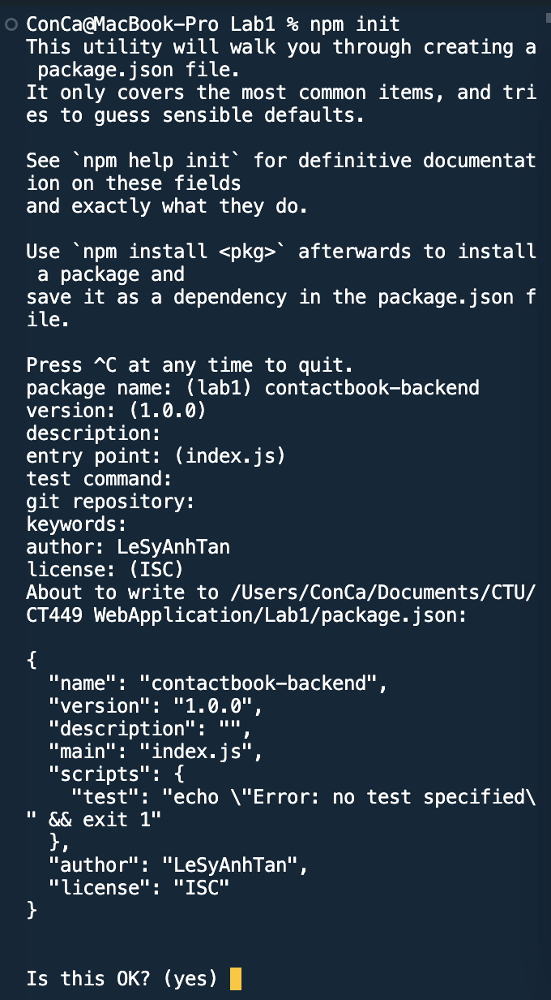 ConCa@MacBook-Pro Lab1 % npm init
This utility will walk you through creating a
 package.json file.
It only covers the most common items, and tri
es to guess sensible defaults.

See `npm help init` for definitive documentat
ion on these fields
and exactly what they do.

Use `npm install <pkg>` afterwards to install
 a package and
save it as a dependency in the package.json f
ile.

Press ^C at any time to quit.
package name: (lab1) contactbook-backend
version: (1.0.0)
description:
entry point: (index.js)
test command:
git repository:
keywords:
author: LeSyAnhTan
license: (ISC)
About to write to /Users/ConCa/Documents/CTU/
CT449 WebApplication/Lab1/package.json:

{
  "name": "contactbook-backend",
  "version": "1.0.0",
  "description": "",
  "main": "index.js",
  "scripts": {
    "test": "echo \"Error: no test specified\
" && exit 1"
  },
  "author": "LeSyAnhTan",
  "license": "ISC"
}


Is this OK? (yes)